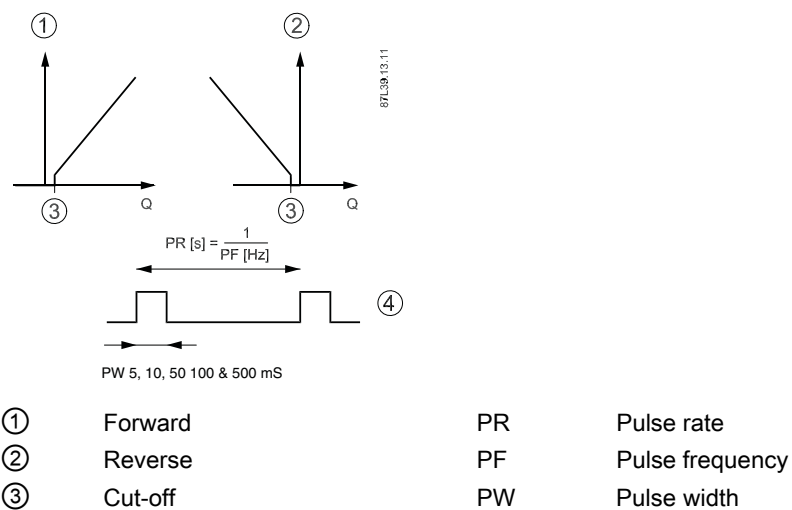 ① ②
87L39.13.11
③ Q ③ Q
PR [s] = 1 / PF [Hz]
④
PW 5, 10, 50 100 & 500 mS
① Forward PR Pulse rate
② Reverse PF Pulse frequency
③ Cut-off PW Pulse width